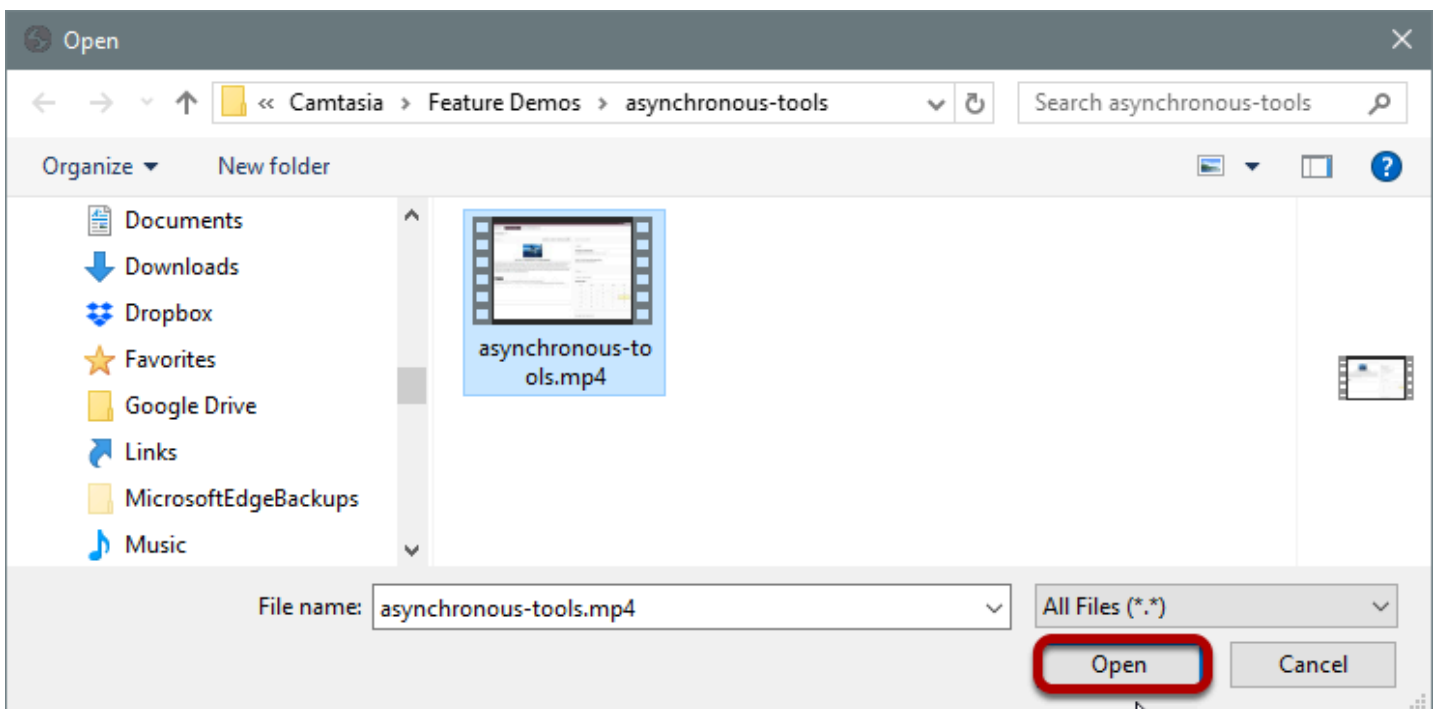 Open
« Camtasia > Feature Demos > asynchronous-tools
Search asynchronous-tools
Organize
New folder
?
Documents
Downloads
Dropbox
Favorites
Google Drive
Links
MicrosoftEdgeBackups
Music
asynchronous-to
ols.mp4
File name: asynchronous-tools.mp4
All Files (*.*)
Open
Cancel